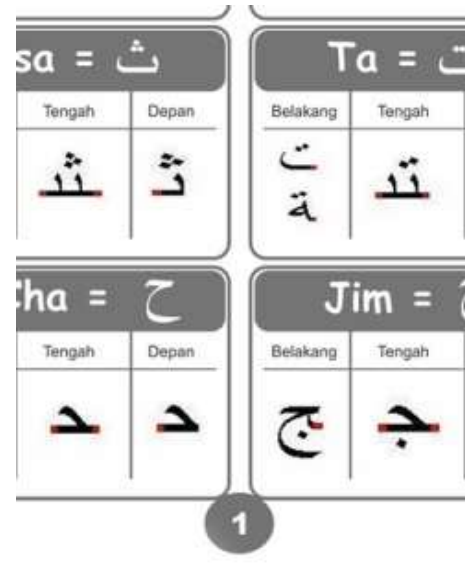 sa = ث
Ta = ت
Tengah Depan
Belakang Tengah
ـثـ ثـ
ـت ـتـ
ـة
ha = ح
Jim =
Tengah Depan
Belakang Tengah
ـحـ حـ
ـج ـجـ
1